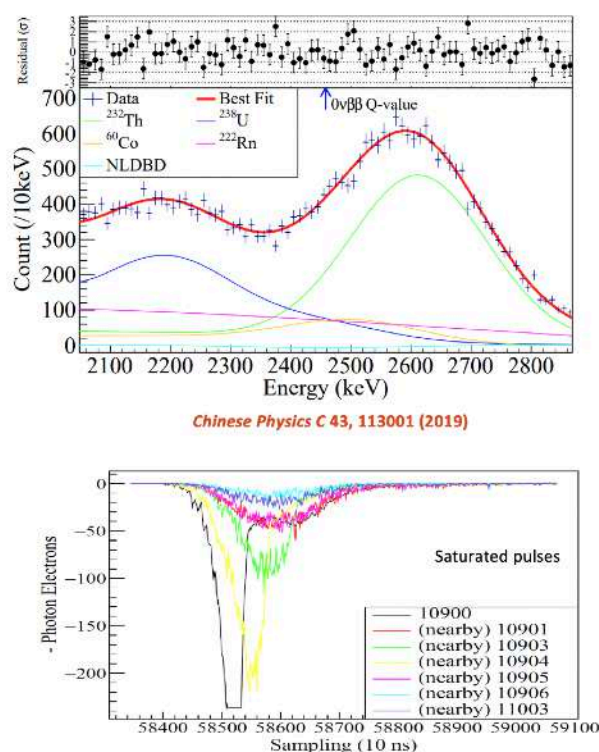 Residual (σ)
3
2
1
0
-1
-2
-3
0νββ Q-value
Data
Best Fit
²³²Th
²³⁸U
⁶⁰Co
²²²Rn
NLDBD
Count (/10keV)
700
600
500
400
300
200
100
0
2100 2200 2300 2400 2500 2600 2700 2800
Energy (keV)
Chinese Physics C 43, 113001 (2019)
- Photon Electrons
0
−50
−100
−150
−200
Saturated pulses
10900
(nearby) 10901
(nearby) 10903
(nearby) 10904
(nearby) 10905
(nearby) 10906
(nearby) 11003
58400 58500 58600 58700 58800 58900 59000 59100
Sampling (10 ns)